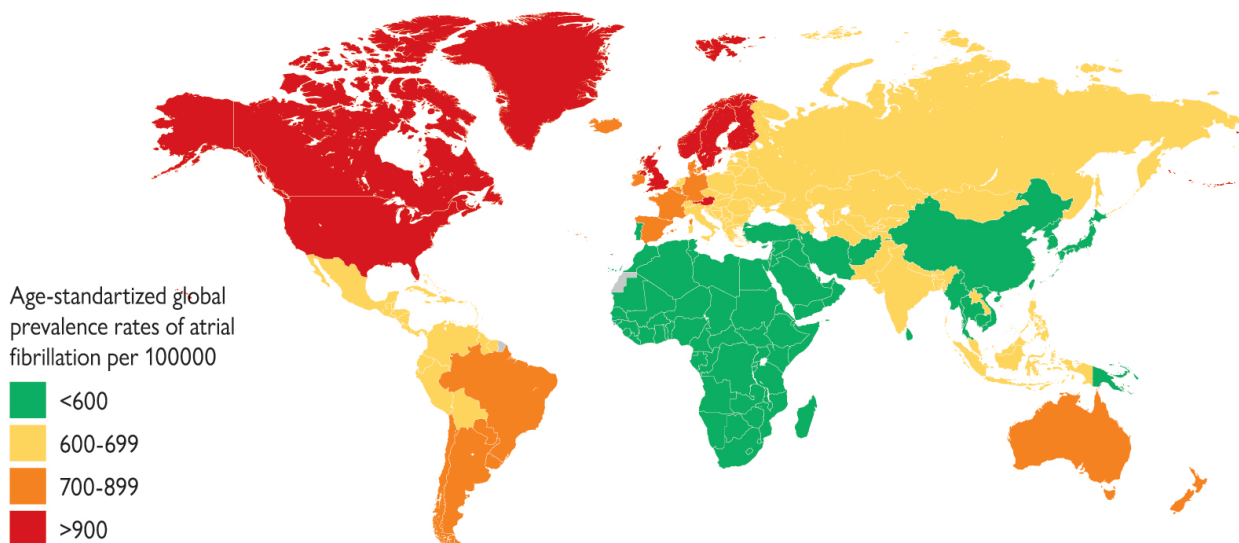 Age-standartized global
prevalence rates of atrial
fibrillation per 100000
<600
600-699
700-899
>900